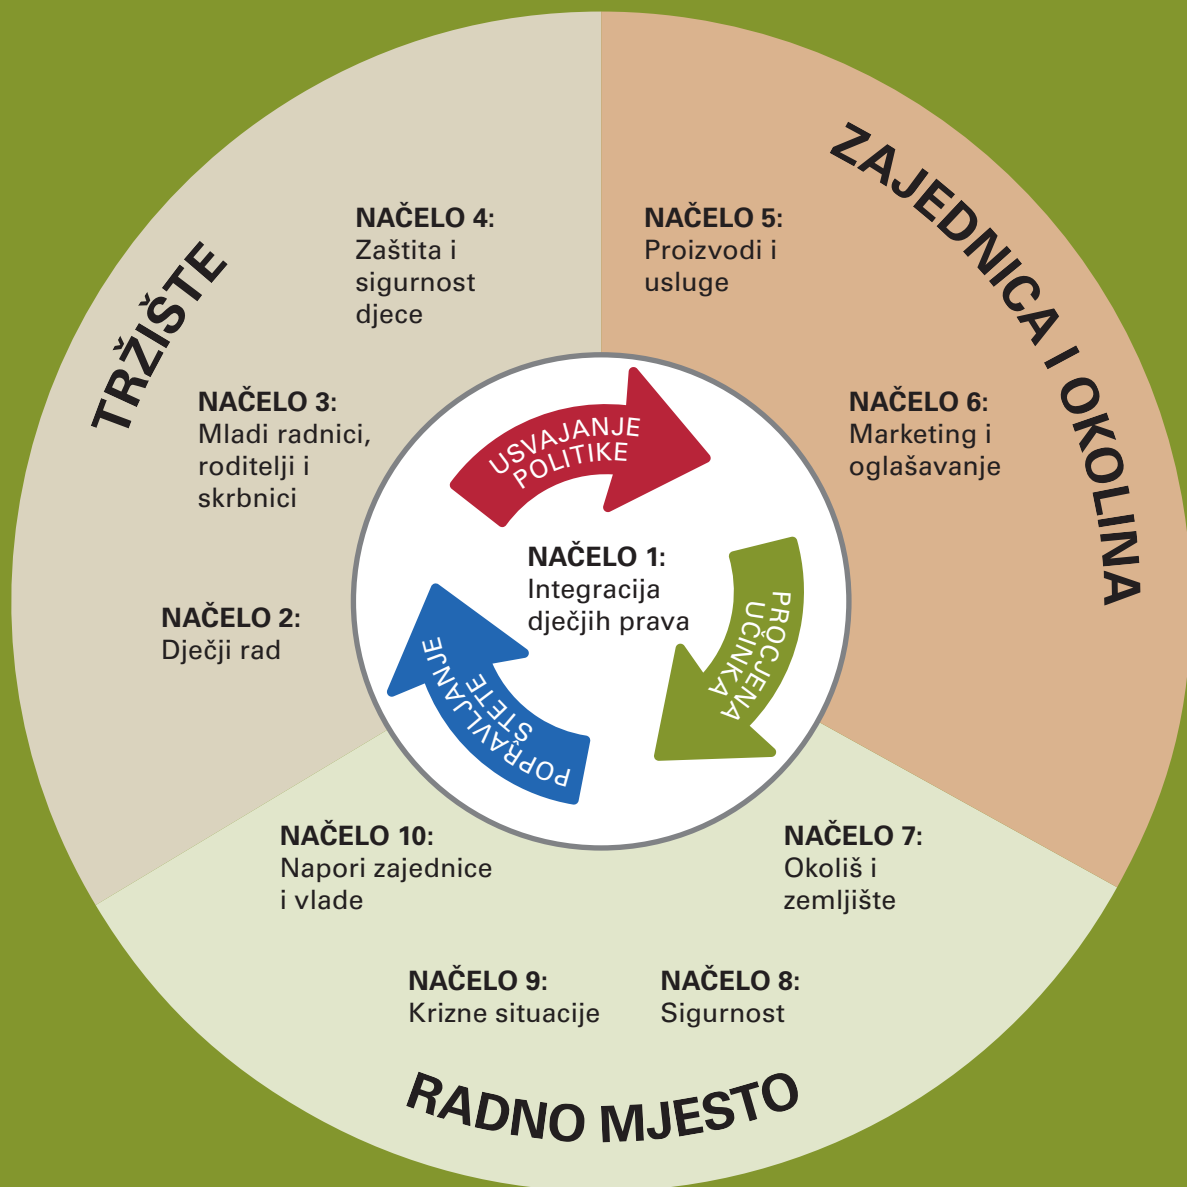 TRŽIŠTE
ZAJEDNICA I OKOLINA
RADNO MJESTO
NAČELO 1:
Integracija
dječjih prava
USVAJANJE
POLITIKE
PROCJENA
UČINKA
POPRAVLJANJE
ŠTETE
NAČELO 2:
Dječji rad
NAČELO 3:
Mladi radnici,
roditelji i
skrbnici
NAČELO 4:
Zaštita i
sigurnost
djece
NAČELO 5:
Proizvodi i
usluge
NAČELO 6:
Marketing i
oglašavanje
NAČELO 7:
Okoliš i
zemljište
NAČELO 8:
Sigurnost
NAČELO 9:
Krizne situacije
NAČELO 10:
Napori zajednice
i vlade